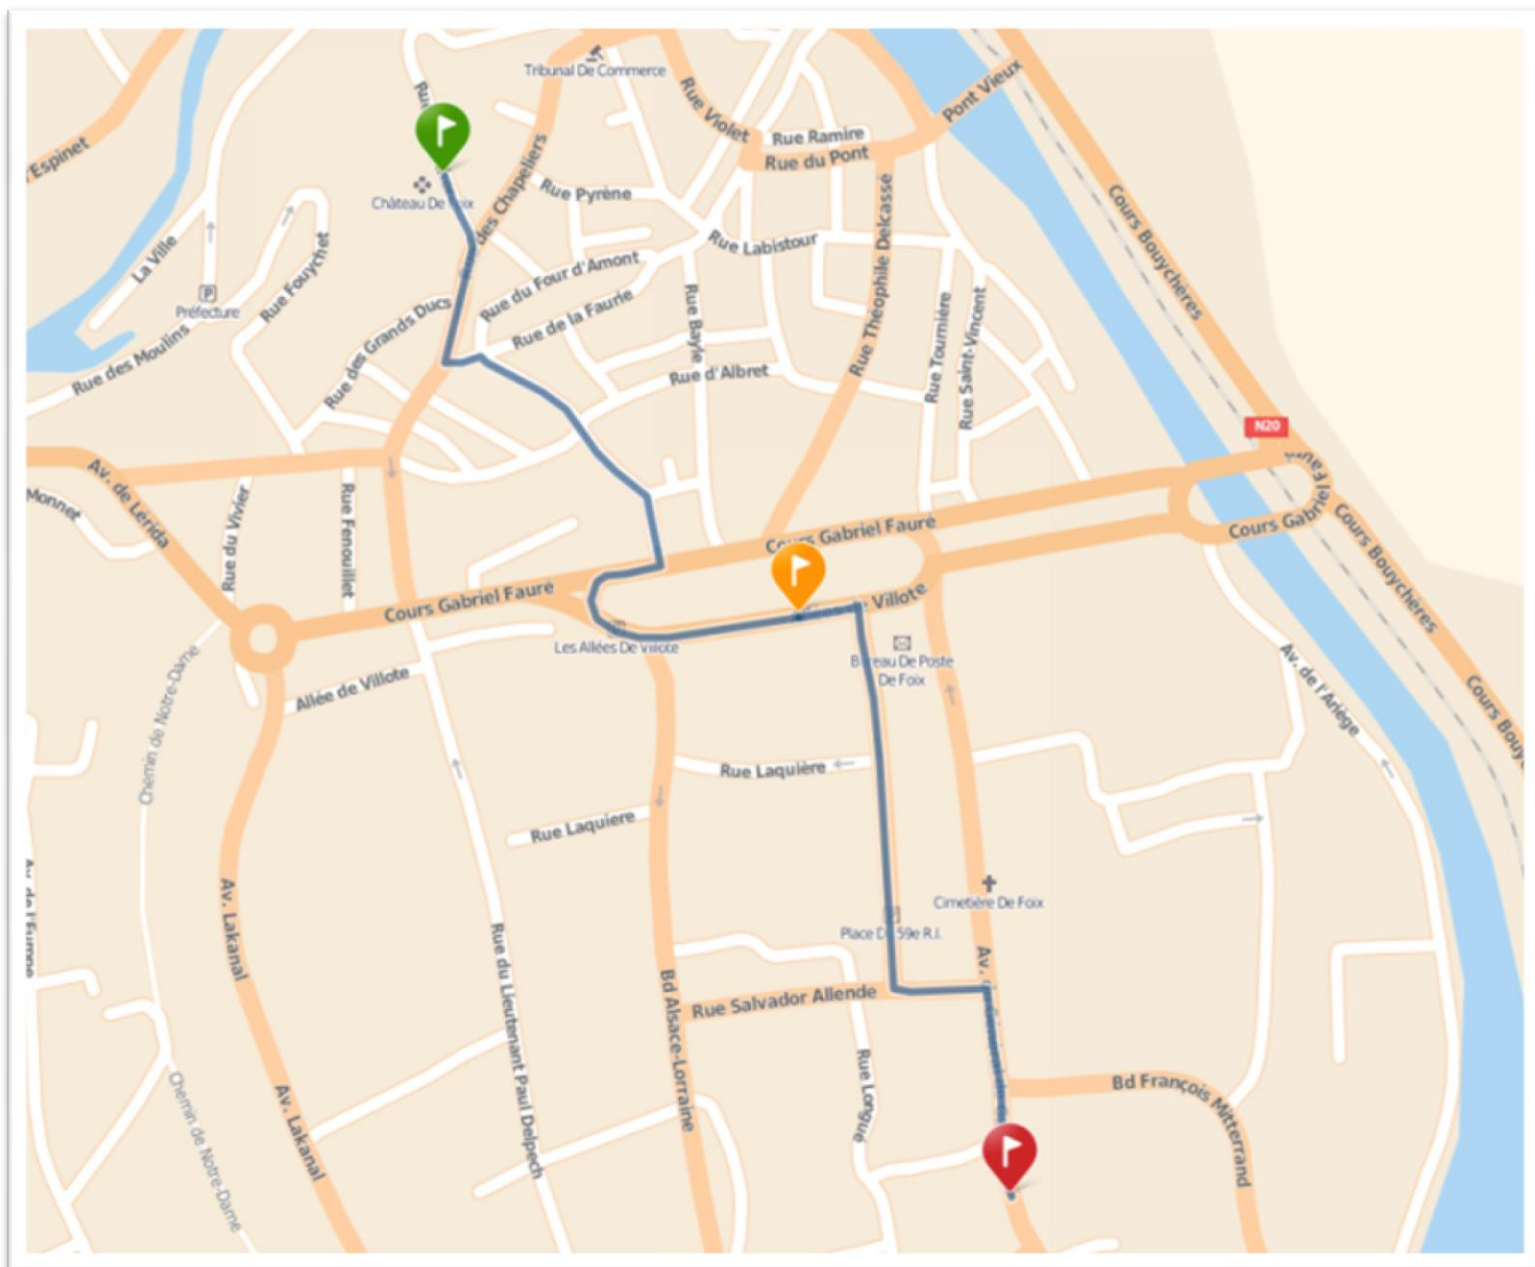 Tribunal De Commerce
Pont Vieux
Rue Violet
Rue Ramire
Rue du Pont
'Espinet
Château De
Rue Pyrène
des Chapeliers
Cours Bouychères
La Ville
Rue Fouychet
Rue Labistour
Rue Théophile Delcassé
Rue du Four d'Amont
P
Préfecture
Rue des Grands Ducs
Rue de la Faurie
Rue Bayle
Rue Tournière
Rue Saint-Vincent
Rue des Moulins
Rue d'Albret
N20
Av. de Lerida
Monnet
Rue du Vivier
Rue Fenouillet
Cours Gabriel Fauré
Cours Gabriel
Cours Bouychères
Cours Gabriel Fauré
Villote
Les Allées De Villote
Bureau De Poste
De Foix
Allée de Villote
Chemin de Notre-Dame
Av. de l'Ariège
Cours Bouy
Rue Laquière
Rue Laquiere
Cimetière De Foix
Place Du 59e R.I.
Av. Lakanal
Rue du Lieutenant Paul Delpech
Bd Alsace-Lorraine
Av.
Rue Salvador Allende
Rue Longue
Bd François Mitterrand
Av. Lakanal
Chemin de Notre-Dame